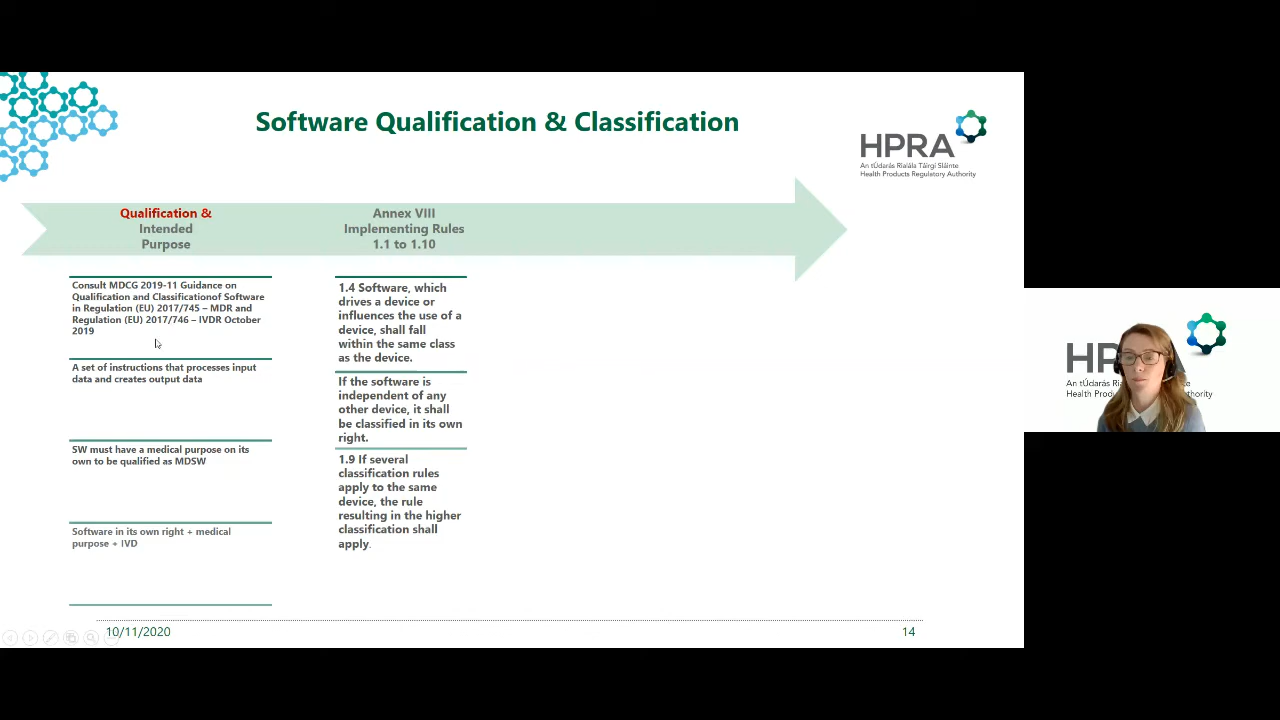 Software Qualification & Classification
HPRA
An tÚdarás Rialála Táirgí Sláinte
Health Products Regulatory Authority
Qualification &
Intended
Purpose
Annex VIII
Implementing Rules
1.1 to 1.10
Consult MDCG 2019-11 Guidance on
Qualification and Classificationof Software
in Regulation (EU) 2017/745 – MDR and
Regulation (EU) 2017/746 – IVDR October
2019
A set of instructions that processes input
data and creates output data
SW must have a medical purpose on its
own to be qualified as MDSW
Software in its own right + medical
purpose + IVD
1.4 Software, which
drives a device or
influences the use of a
device, shall fall
within the same class
as the device.
If the software is
independent of any
other device, it shall
be classified in its own
right.
1.9 If several
classification rules
apply to the same
device, the rule
resulting in the higher
classification shall
apply.
10/11/2020
14
HPRA
An tÚdarás